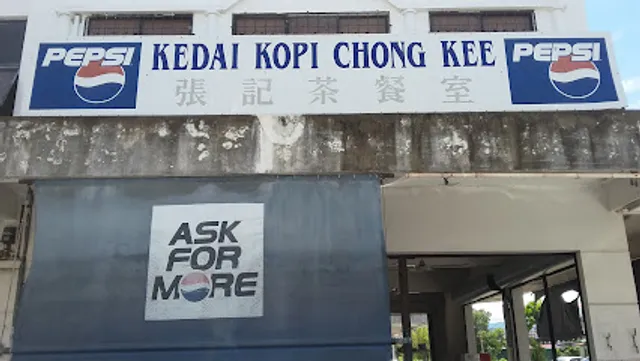 PEPSI KEDAI KOPI CHONG KEE PEPSI
張記茶餐室
ASK
FOR
MORE